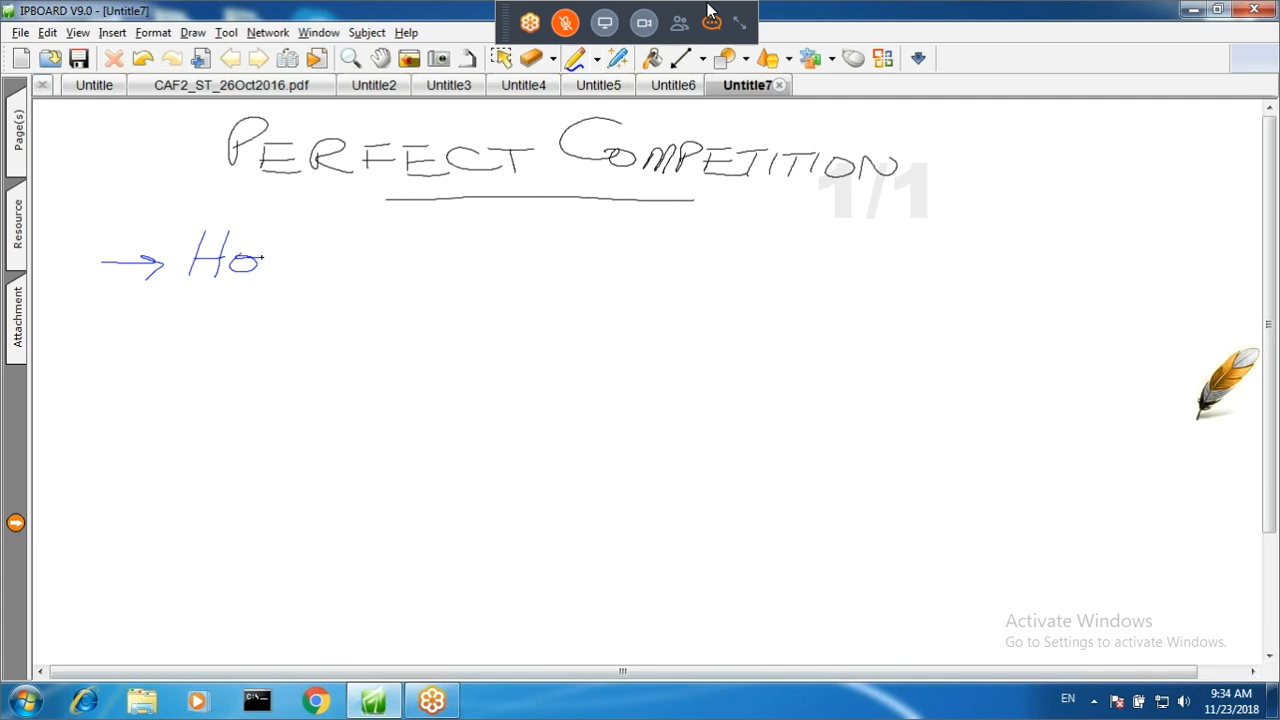 IPBOARD V9.0 - [Untitle7]
File Edit View Insert Format Draw Tool Network Window Subject Help
Untitle CAF2_ST_26Oct2016.pdf Untitle2 Untitle3 Untitle4 Untitle5 Untitle6 Untitle7
Page(s)
Resource
Attachment
PERFECT COMPETITION
1/1
→ Ho
Activate Windows
Go to Settings to activate Windows.
EN
9:34 AM
11/23/2018